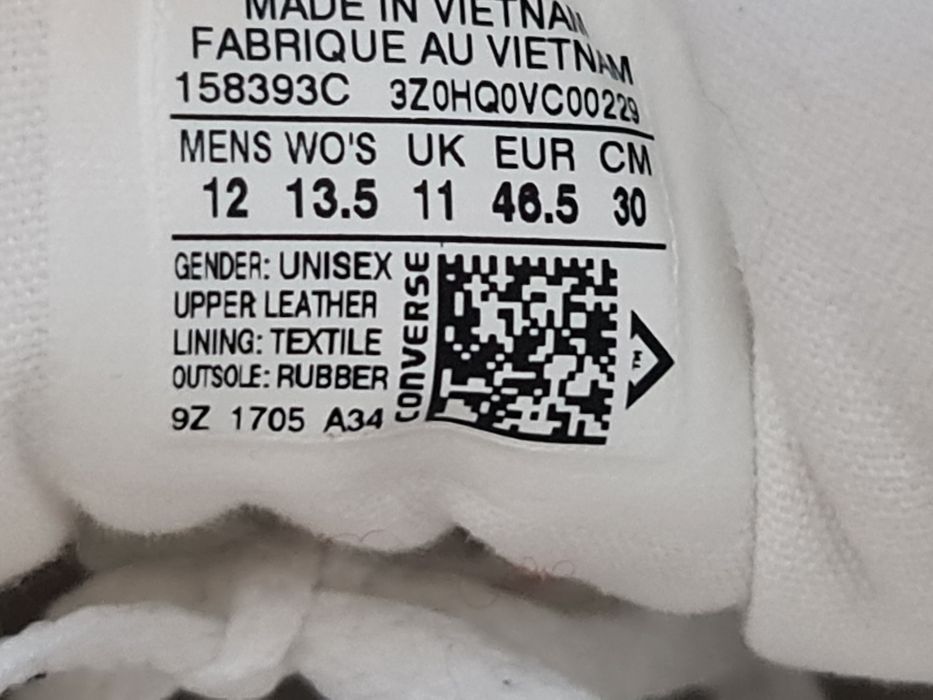 MADE IN VIETNAM
FABRIQUE AU VIETNAM
158393C 3Z0HQ0VC00229
MENS WO'S UK EUR CM
12 13.5 11 46.5 30
GENDER: UNISEX
UPPER LEATHER
LINING: TEXTILE
OUTSOLE: RUBBER
9Z 1705 A34
CONVERSE